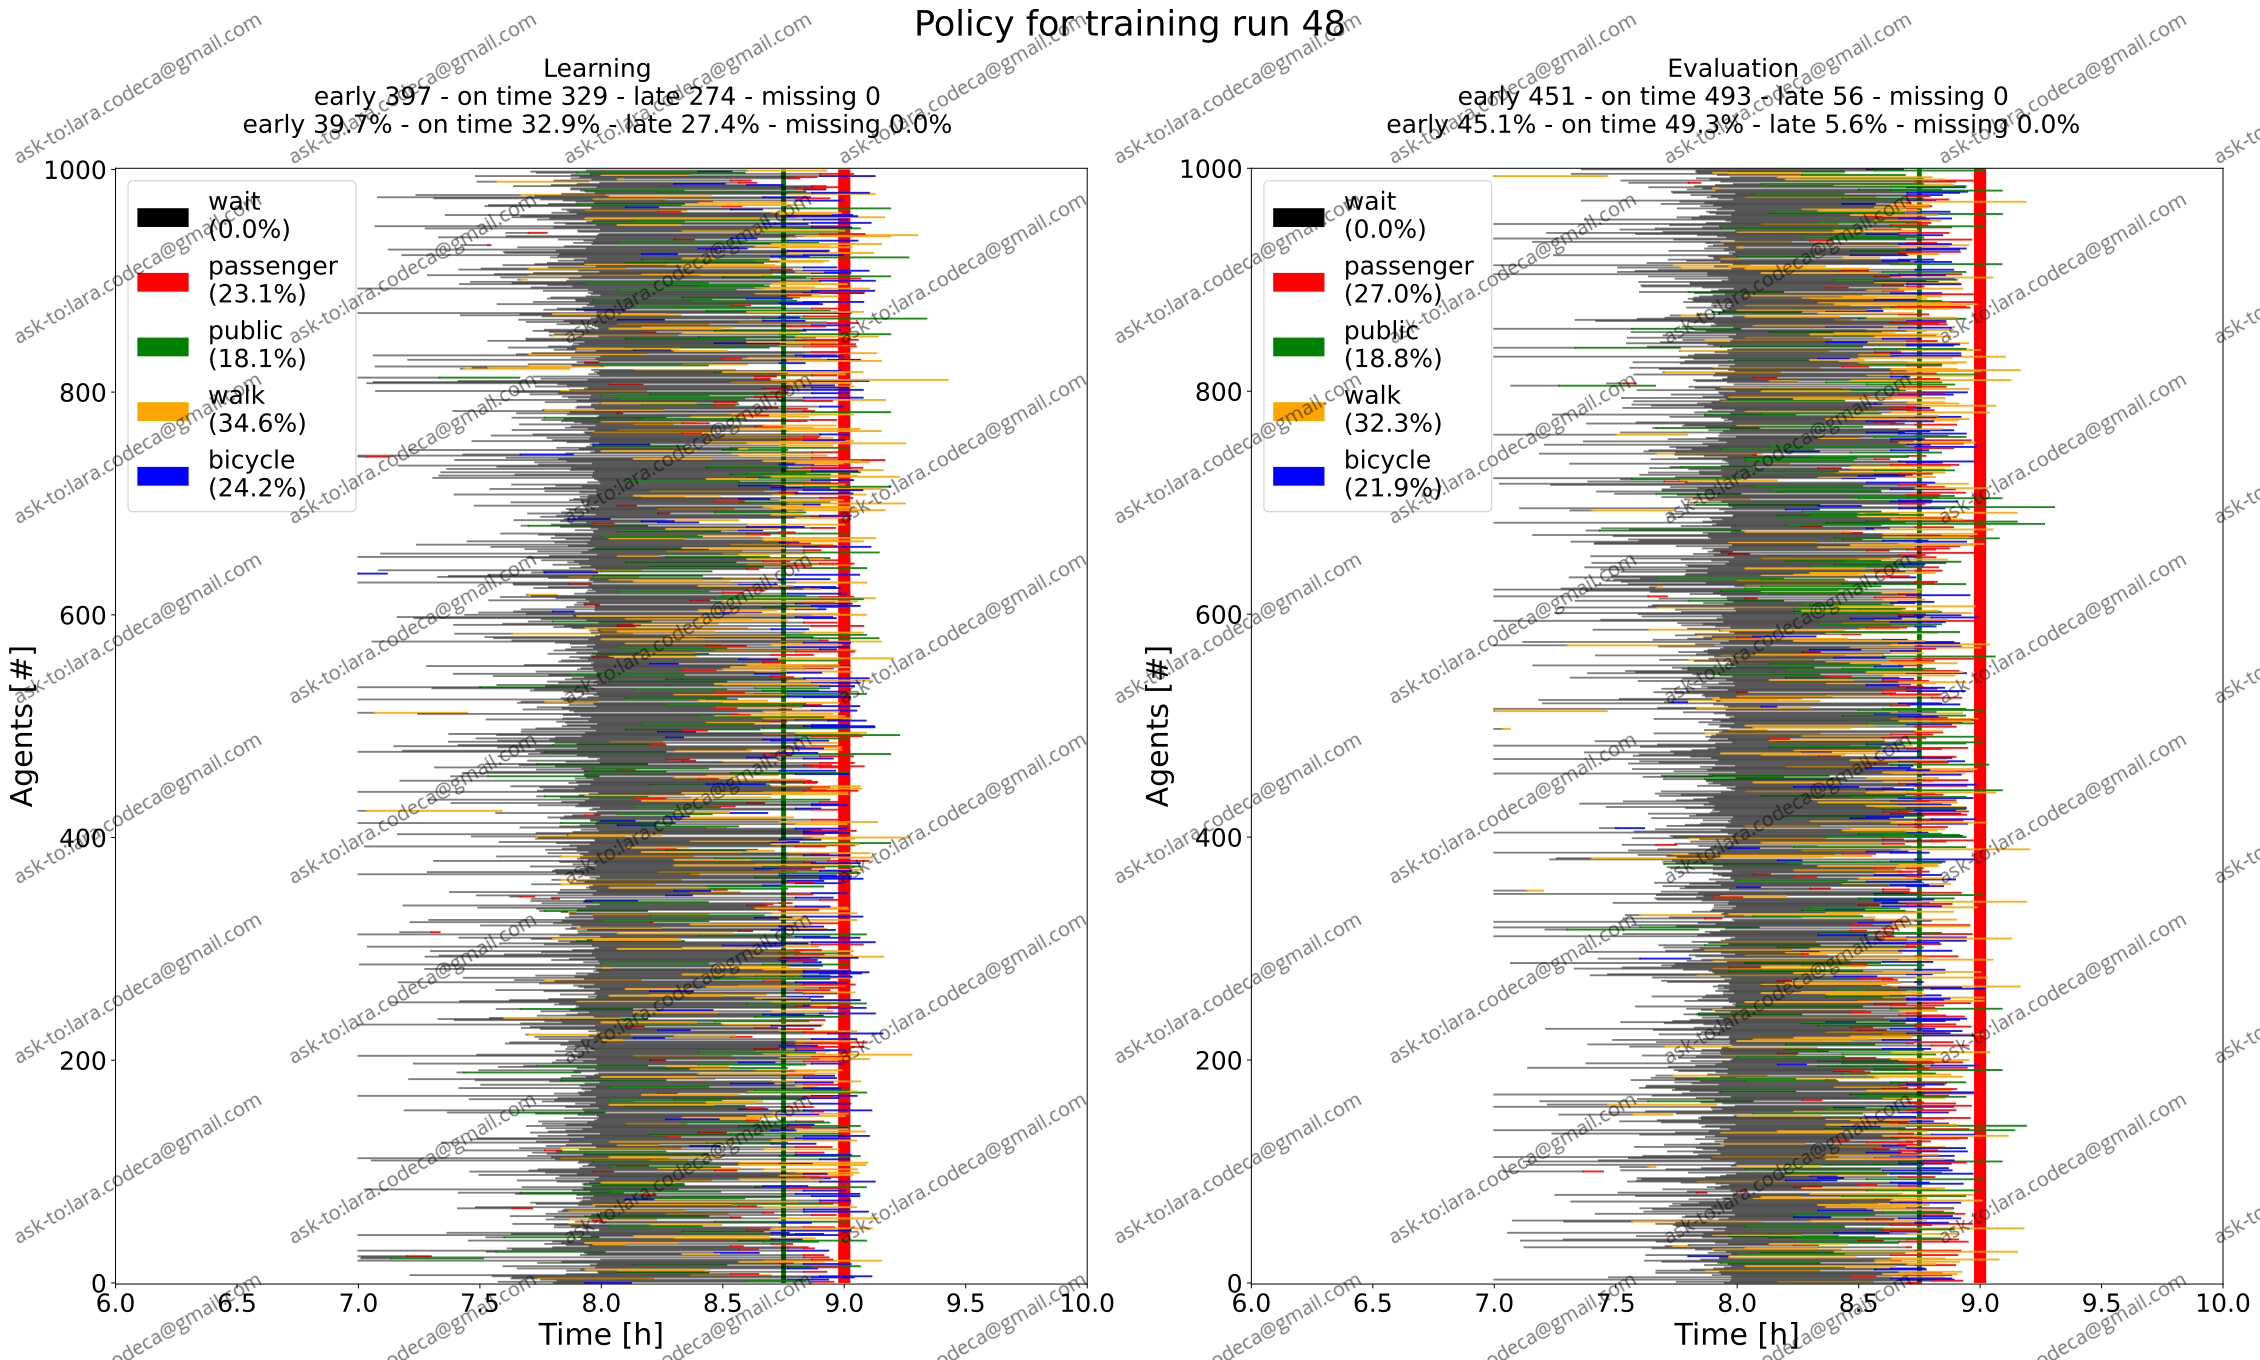 Policy for training run 48
Learning
early 397 - on time 329 - late 274 - missing 0
early 39.7% - on time 32.9% - late 27.4% - missing 0.0%
Agents [#]
1000
800
600
400
200
0
wait
(0.0%)
passenger
(23.1%)
public
(18.1%)
walk
(34.6%)
bicycle
(24.2%)
6.0 6.5 7.0 7.5 8.0 8.5 9.0 9.5 10.0
Time [h]
Evaluation
early 451 - on time 493 - late 56 - missing 0
early 45.1% - on time 49.3% - late 5.6% - missing 0.0%
Agents [#]
1000
800
600
400
200
0
wait
(0.0%)
passenger
(27.0%)
public
(18.8%)
walk
(32.3%)
bicycle
(21.9%)
6.0 6.5 7.0 7.5 8.0 8.5 9.0 9.5 10.0
Time [h]
ask-to:lara.codeca@gmail.com